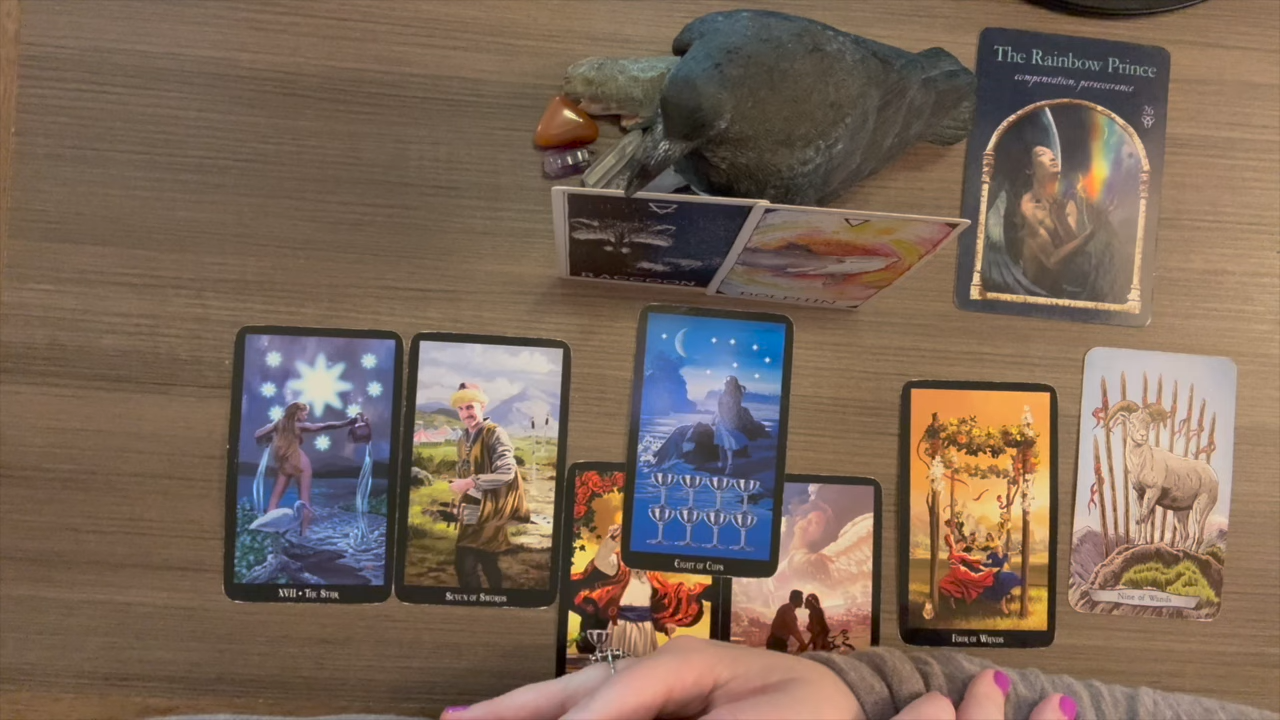 The Rainbow Prince
compensation, perseverance
26
RACCOON
DOLPHIN
XVII • The Star
Seven of Swords
Eight of Cups
Four of Wands
Nine of Wands